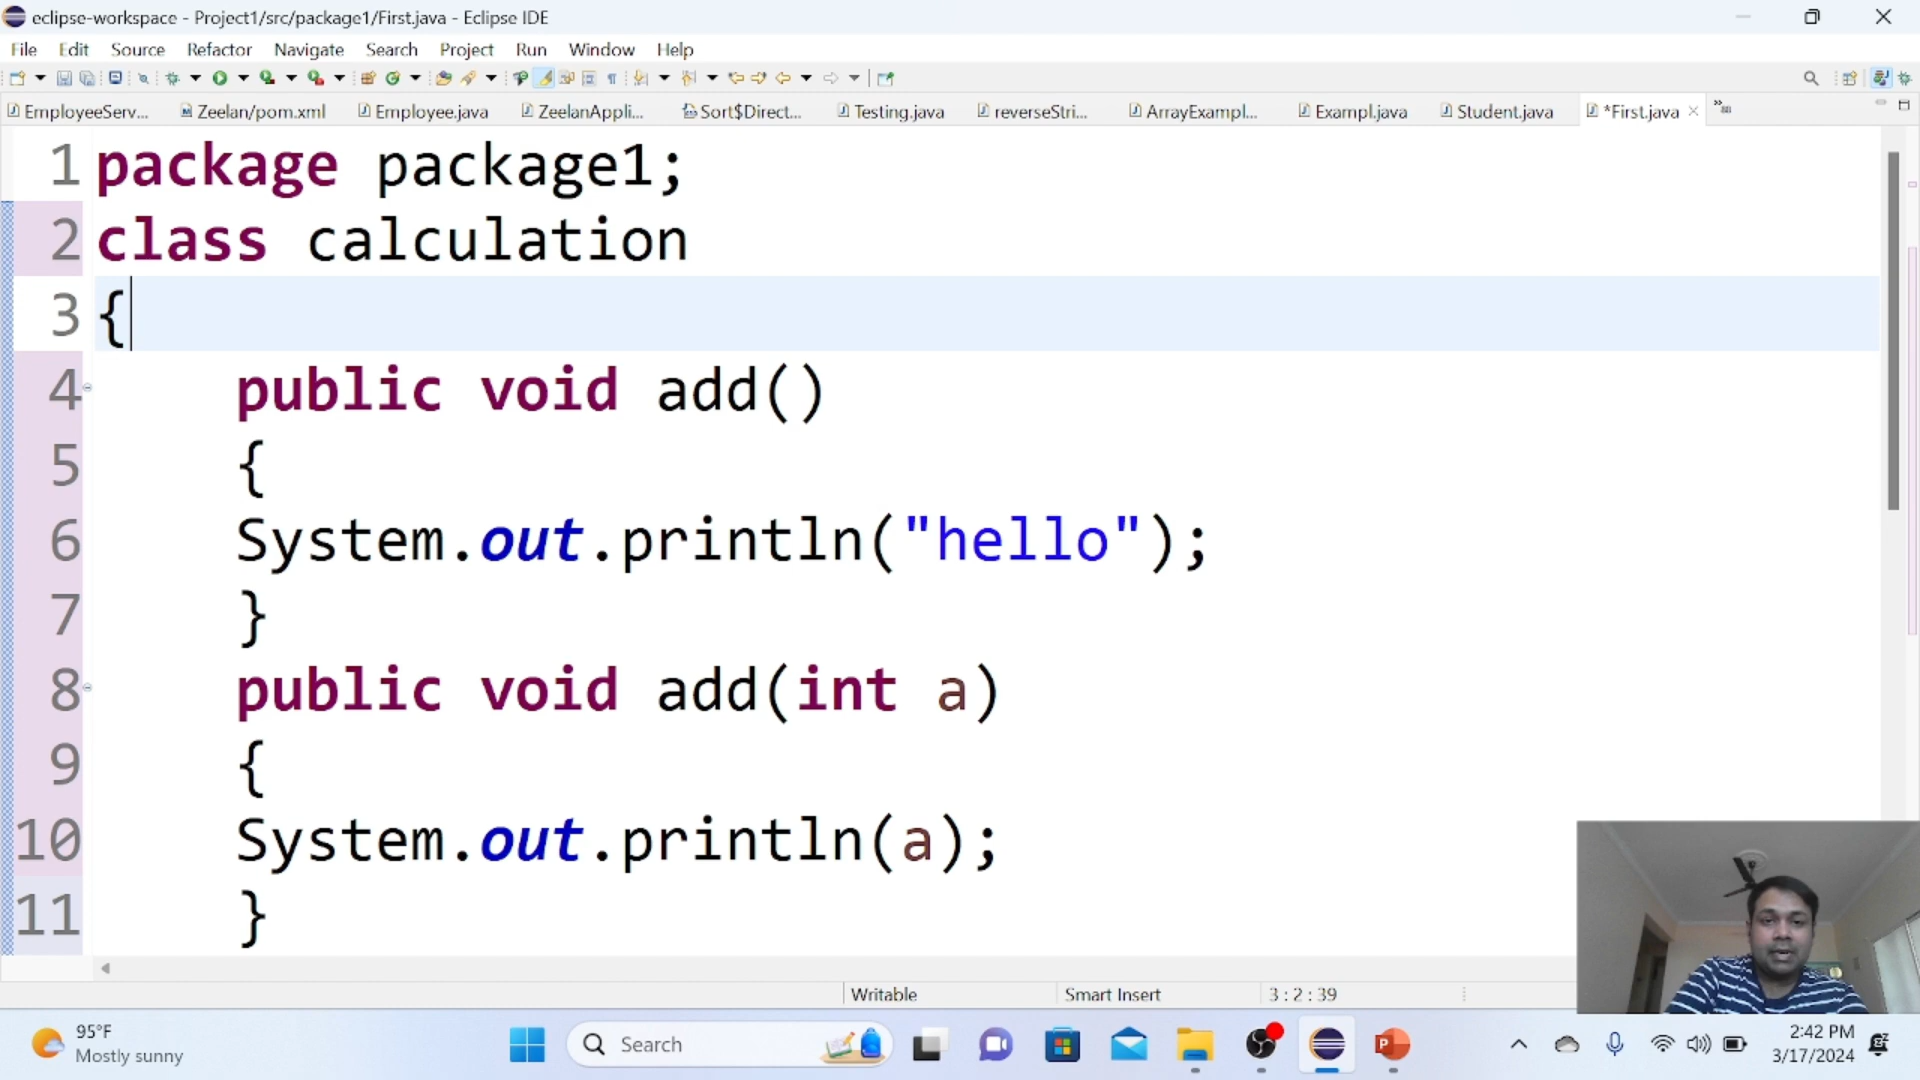 eclipse-workspace - Project1/src/package1/First.java - Eclipse IDE
File Edit Source Refactor Navigate Search Project Run Window Help
EmployeeServ... Zeelan/pom.xml Employee.java ZeelanAppli... Sort$Direct... Testing.java reverseStri... ArrayExampl... Exampl.java Student.java *First.java
1 package package1;
2 class calculation
3 {
4 public void add()
5 {
6 System.out.println("hello");
7 }
8 public void add(int a)
9 {
10 System.out.println(a);
11 }
Writable Smart Insert 3 : 2 : 39
95°F
Mostly sunny
Search
2:42 PM
3/17/2024